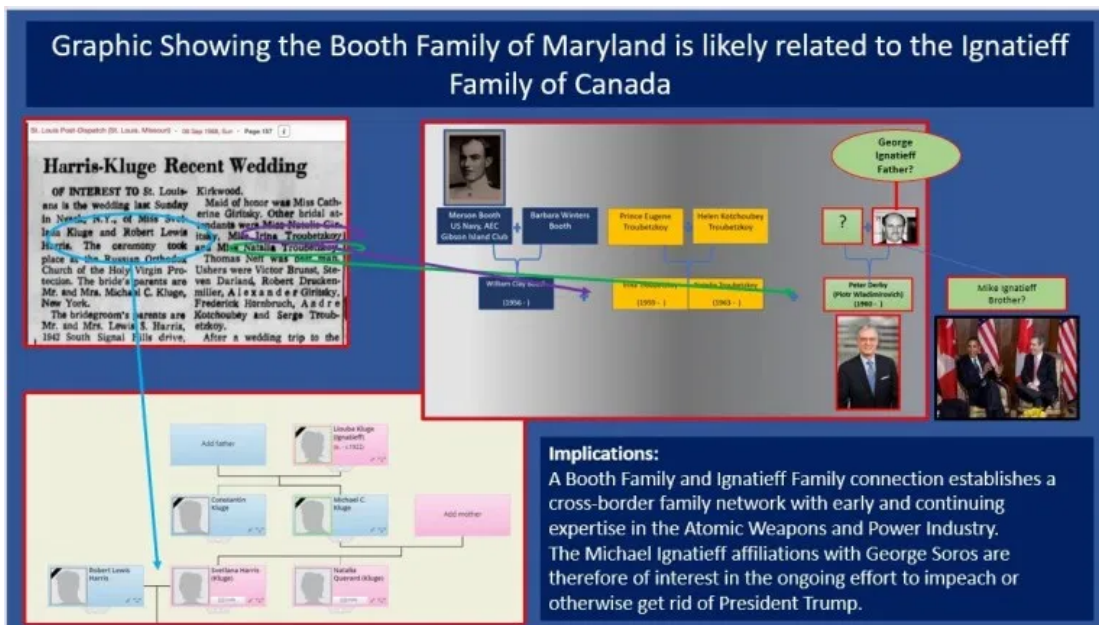 Graphic Showing the Booth Family of Maryland is likely related to the Ignatieff
Family of Canada
St. Louis Post-Dispatch (St. Louis, Missouri) · 08 Sep 1968, Sun · Page 157
Harris-Kluge Recent Wedding
OF INTEREST TO St. Louis-
ans is the wedding last Sunday
in N.Y., of Miss
Kluge and Robert Lewis
Harris. The ceremony took
place at the Russian Orthodox
Church of the Holy Virgin Pro-
tection. The bride's parents are
Mr. and Mrs. Michael C. Kluge,
New York.
The bridegroom's parents are
Mr. and Mrs. Lewis S. Harris,
1942 South Signal Hills drive,
Kirkwood.
Maid of honor was Miss Cath-
erine Giritsky. Other bridal at-
tendants were Miss Natalie Gir-
itsky, Miss Irina Troubetzkoy
and Miss Natalia Troubetzkoy.
Thomas Neff was best man.
Ushers were Victor Brunst, Ste-
ven Darland, Robert Drucken-
miller, Alexander Giritsky,
Frederick Hornbruch, Andre
Kotchoubey and Serge Troub-
etzkoy.
After a wedding trip to the
Morson Booth
US Navy, AEC
Gibson Island Club
+
Barbara Winters
Booth
Prince Eugene
Troubetzkoy
+
Helen Kotchoubey
Troubetzkoy
George
Ignatieff
Father?
?
William Clay
(1956 - )
Troubetzkoy
(1959 - )
Troubetzkoy
(1963 - )
Peter Derby
(Piotr Wladimirovich)
(1960 - )
Mike Ignatieff
Brother?
Add father
Liouba Kluge
(Ignatieff)
Constantin
Kluge
Michael C.
Kluge
Add mother
Robert Lewis
Harris
Svetlana Harris
(Kluge)
Natalia
Querant (Kluge)
Implications:
A Booth Family and Ignatieff Family connection establishes a
cross-border family network with early and continuing
expertise in the Atomic Weapons and Power Industry.
The Michael Ignatieff affiliations with George Soros are
therefore of interest in the ongoing effort to impeach or
otherwise get rid of President Trump.